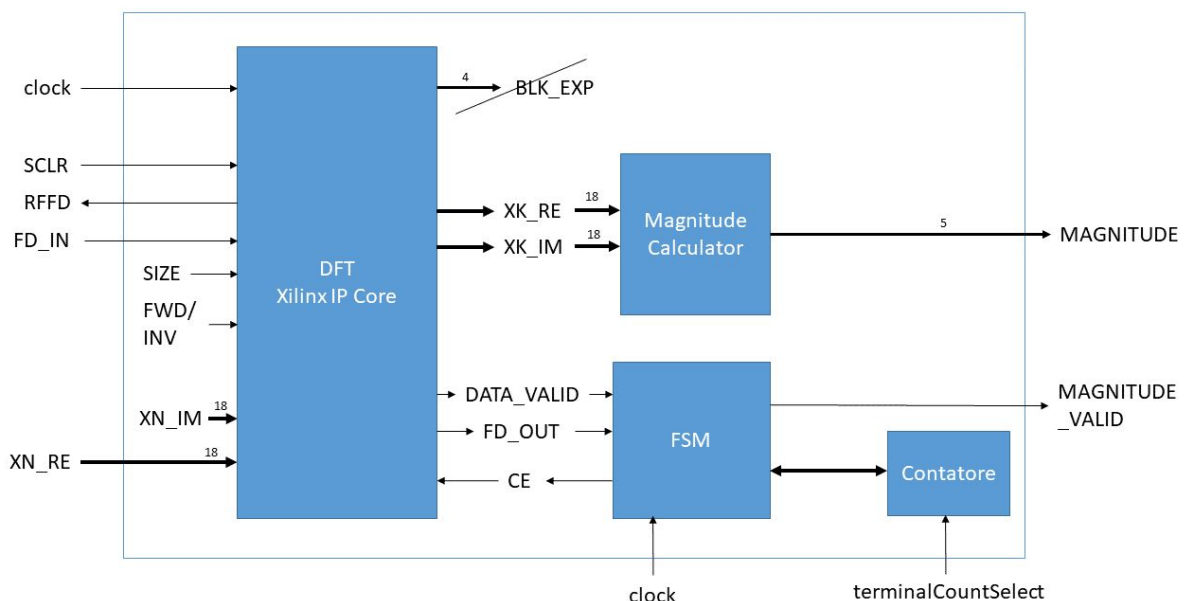 clock
SCLR
RFFD
FD_IN
SIZE
FWD/
INV
XN_IM
18
XN_RE
18
DFT
Xilinx IP Core
4
BLK_EXP
XK_RE
18
XK_IM
18
Magnitude
Calculator
5
MAGNITUDE
DATA_VALID
FD_OUT
CE
FSM
MAGNITUDE
_VALID
Contatore
clock
terminalCountSelect